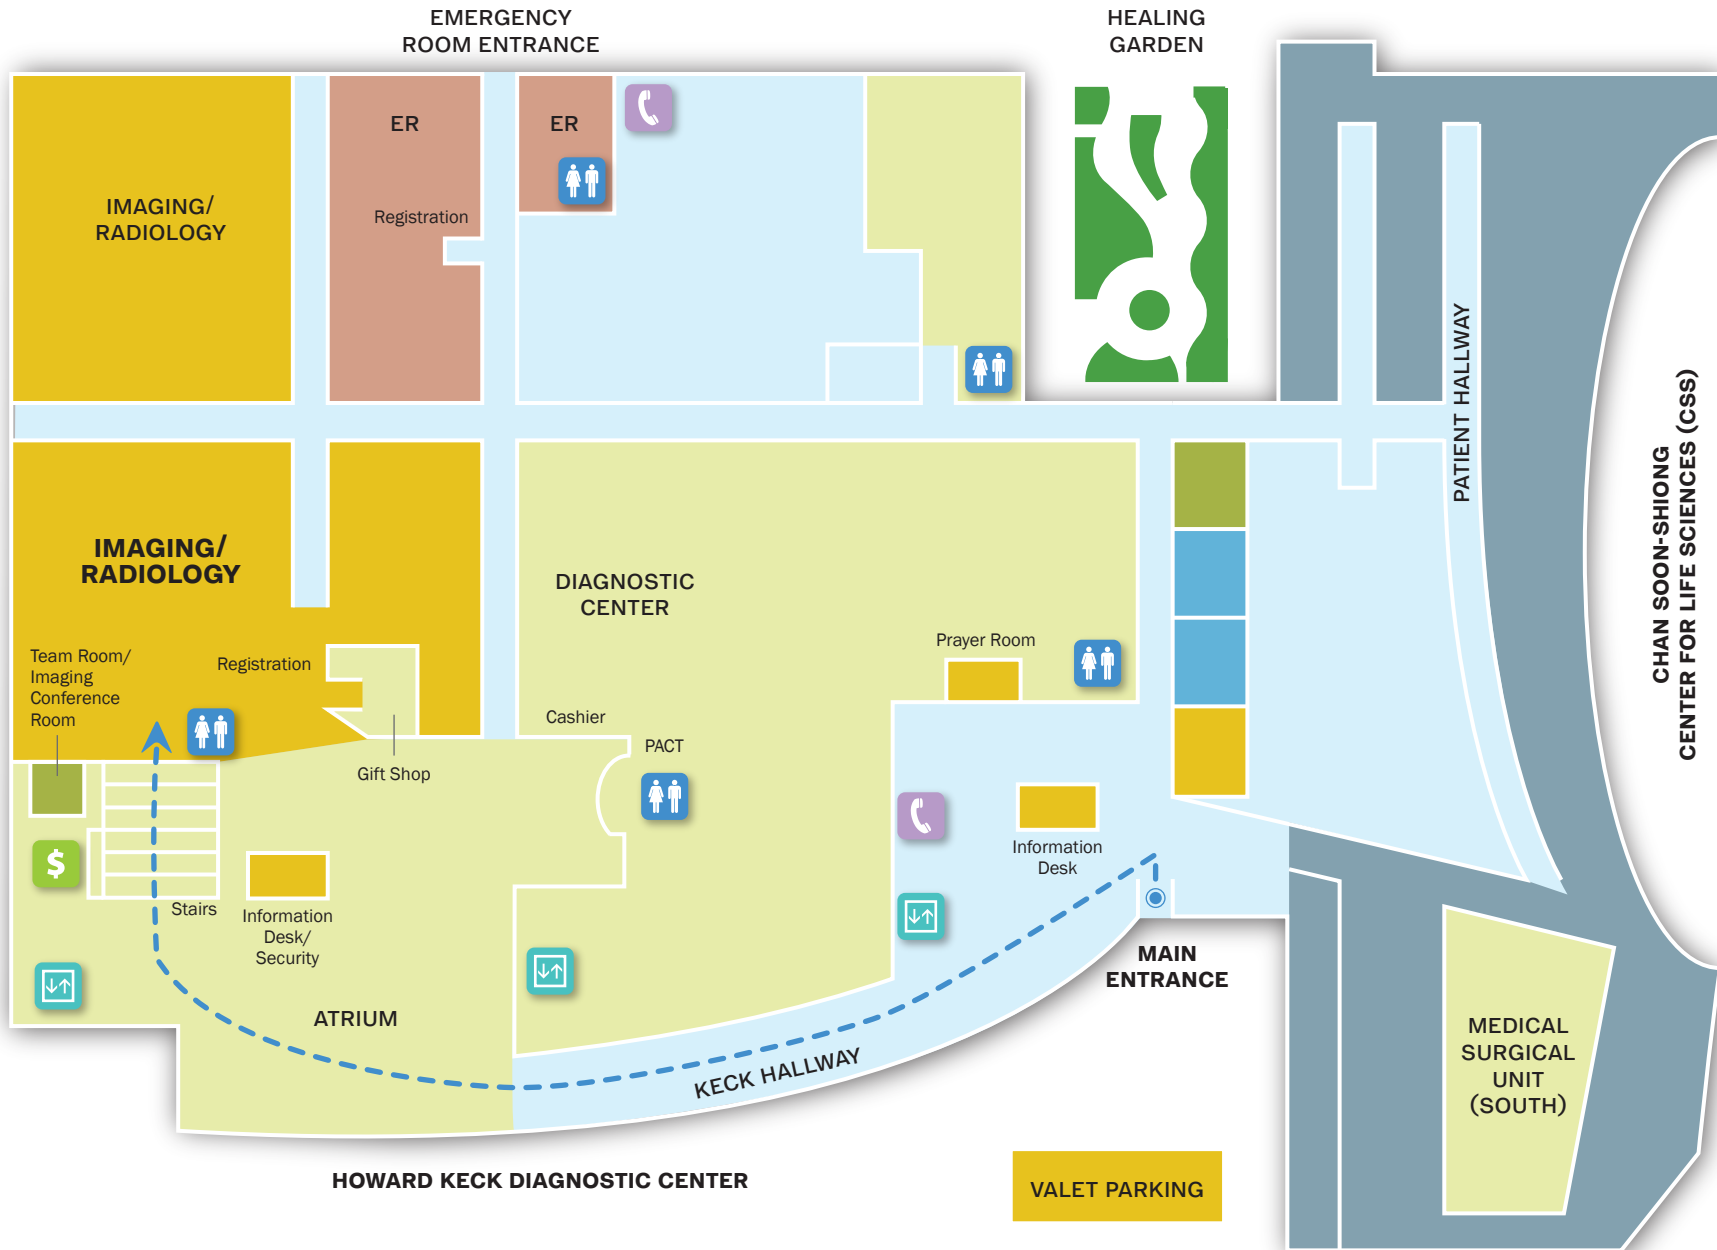 EMERGENCY
ROOM ENTRANCE
HEALING
GARDEN
ER
ER
IMAGING/
RADIOLOGY
Registration
PATIENT HALLWAY
CHAN SOON-SHIONG
CENTER FOR LIFE SCIENCES (CSS)
IMAGING/
RADIOLOGY
DIAGNOSTIC
CENTER
Prayer Room
Team Room/
Imaging
Conference
Room
Registration
Cashier
PACT
Gift Shop
$
Information
Desk
Stairs
Information
Desk/
Security
MAIN
ENTRANCE
ATRIUM
KECK HALLWAY
MEDICAL
SURGICAL
UNIT
(SOUTH)
HOWARD KECK DIAGNOSTIC CENTER
VALET PARKING